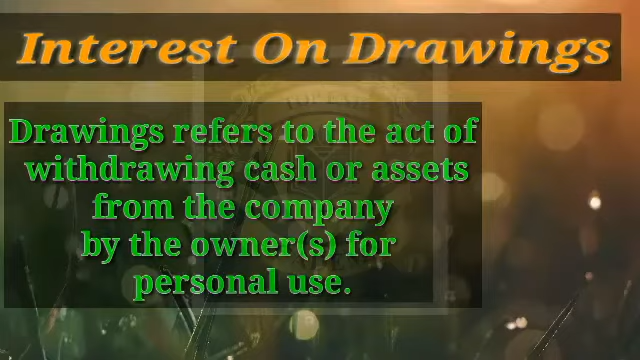 Interest On Drawings
Drawings refers to the act of
withdrawing cash or assets
from the company
by the owner(s) for
personal use.